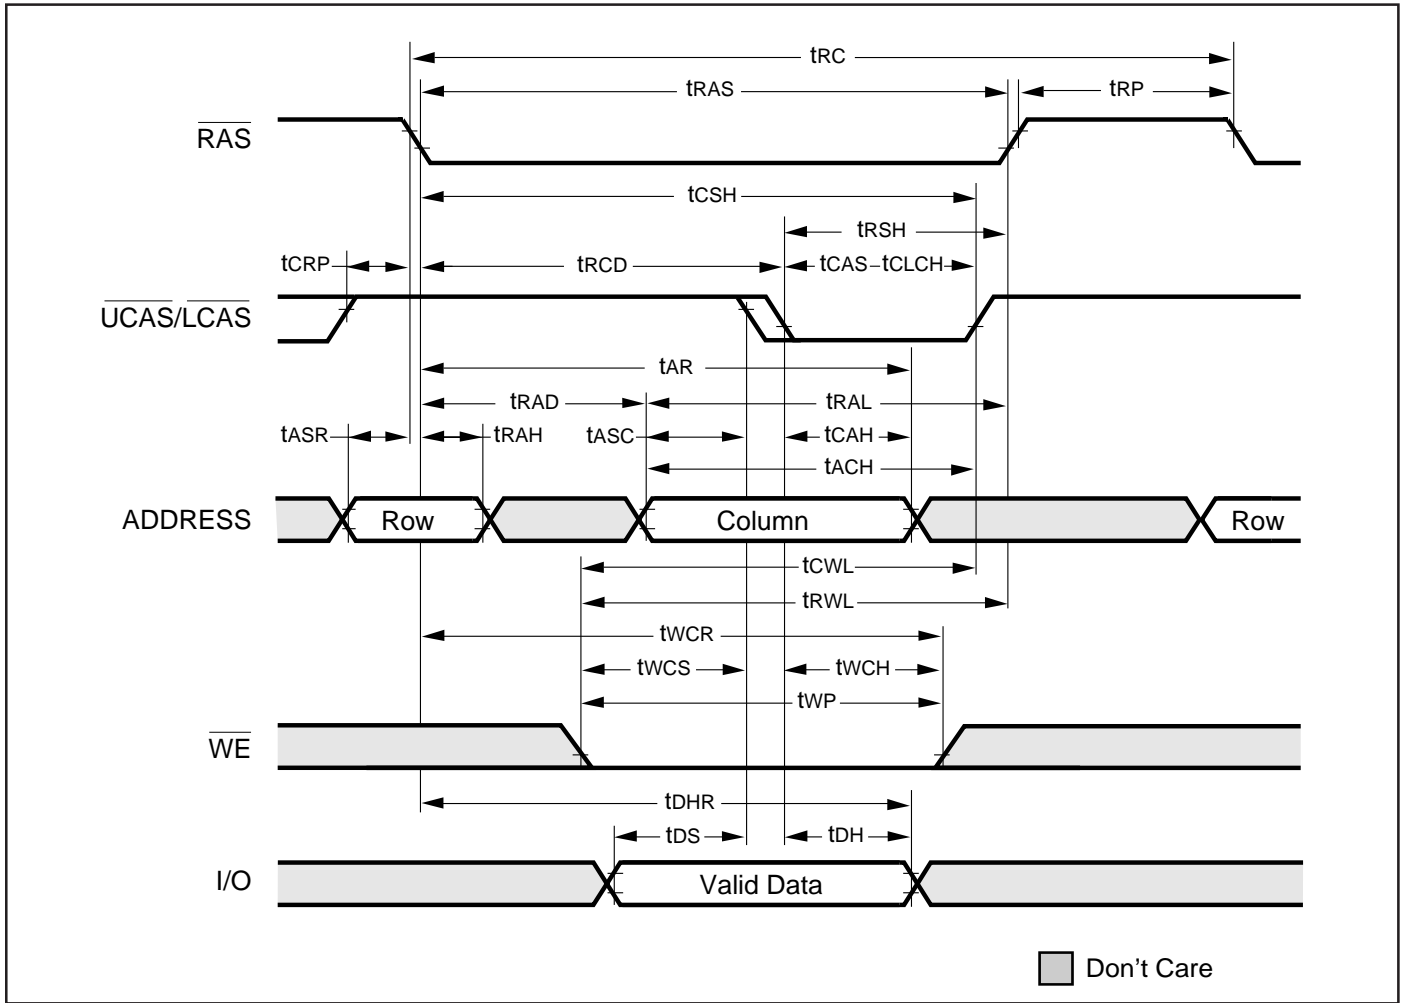 tRC
tRAS
tRP
RAS
tCSH
tRSH
tCRP
tRCD
tCAS
tCLCH
UCAS/LCAS
tAR
tRAD
tRAL
tASR
tRAH
tASC
tCAH
tACH
ADDRESS
Row
Column
Row
tCWL
tRWL
tWCR
tWCS
tWCH
tWP
WE
tDHR
tDS
tDH
I/O
Valid Data
Don't Care